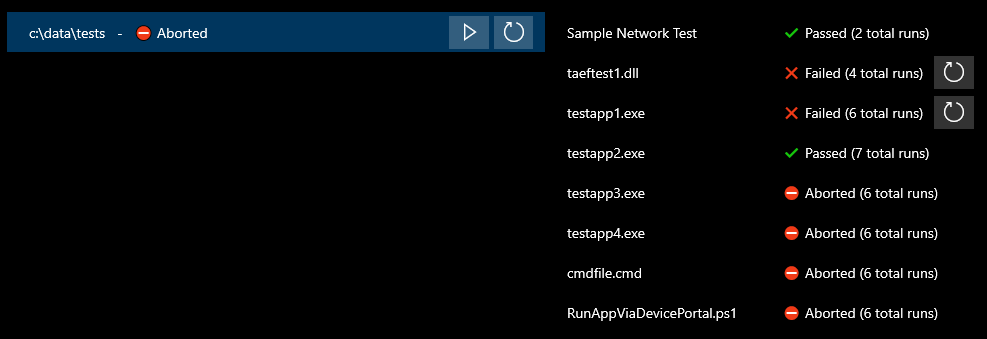 c:\data\tests - Aborted
Sample Network Test Passed (2 total runs)
taeftest1.dll Failed (4 total runs)
testapp1.exe Failed (6 total runs)
testapp2.exe Passed (7 total runs)
testapp3.exe Aborted (6 total runs)
testapp4.exe Aborted (6 total runs)
cmdfile.cmd Aborted (6 total runs)
RunAppViaDevicePortal.ps1 Aborted (6 total runs)